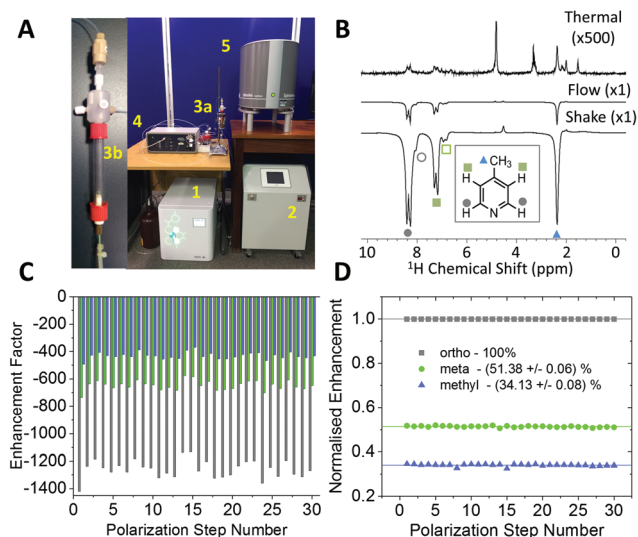 A
5
3a
4
3b
1
2
B
Thermal
(x500)
Flow (x1)
Shake (x1)
CH3
H H
H N H
10 8 6 4 2 0
1H Chemical Shift (ppm)
C
0
-200
-400
-600
-800
-1000
-1200
-1400
Enhancement Factor
0 5 10 15 20 25 30
Polarization Step Number
D
1.0
0.8
0.6
0.4
0.2
Normalised Enhancement
ortho - 100%
meta - (51.38 +/- 0.06) %
methyl - (34.13 +/- 0.08) %
0 5 10 15 20 25 30
Polarization Step Number